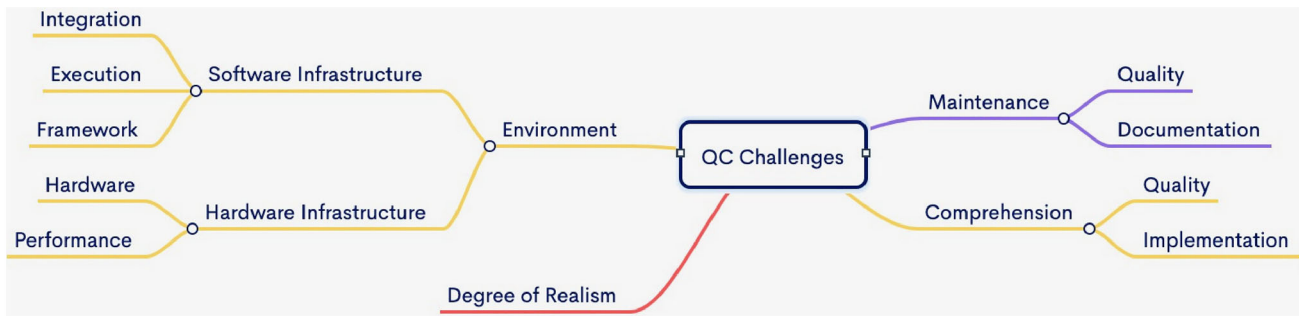 Integration
Execution
Software Infrastructure
Framework
Environment
Hardware
Hardware Infrastructure
Performance
QC Challenges
Degree of Realism
Maintenance
Quality
Documentation
Comprehension
Quality
Implementation